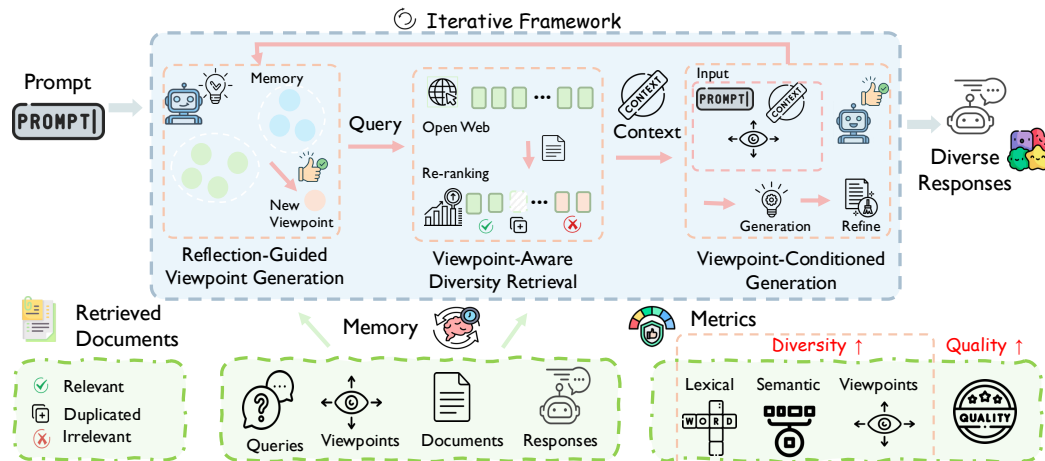 Iterative Framework
Prompt
PROMPT
Memory
New
Viewpoint
Reflection-Guided
Viewpoint Generation
Query
Open Web
Re-ranking
Viewpoint-Aware
Diversity Retrieval
Context
CONTEXT
Input
PROMPT
CONTEXT
Generation
Refine
Viewpoint-Conditioned
Generation
Diverse
Responses
Retrieved
Documents
Relevant
Duplicated
Irrelevant
Memory
Queries
Viewpoints
Documents
Responses
Metrics
Diversity ↑
Quality ↑
Lexical
Semantic
Viewpoints
WORD
QUALITY